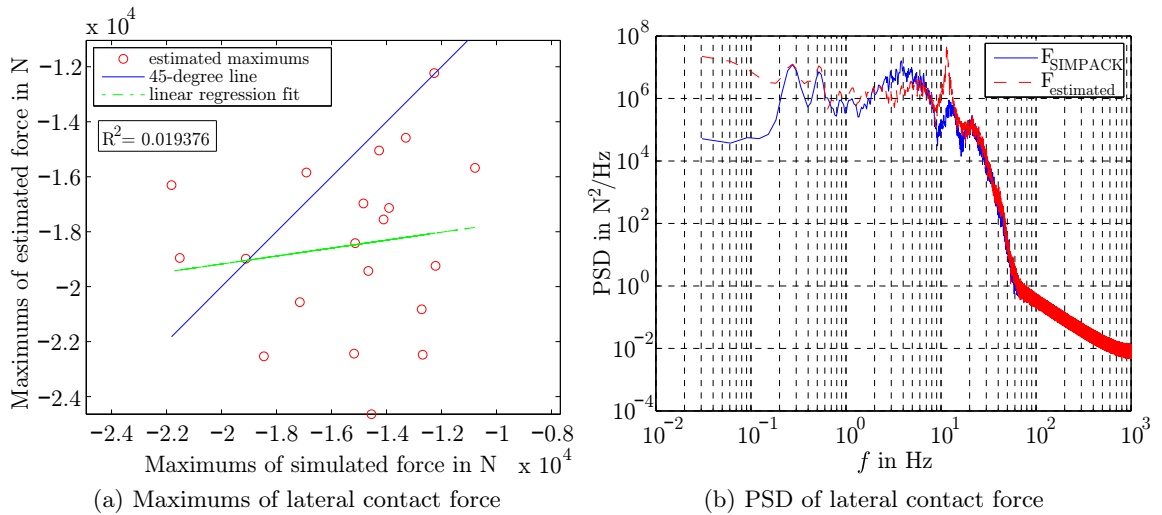 x 10^4
estimated maximums
45-degree line
linear regression fit
R^2= 0.019376
Maximums of estimated force in N
−1.2
−1.4
−1.6
−1.8
−2
−2.2
−2.4
−2.4 −2.2 −2 −1.8 −1.6 −1.4 −1.2 −1 −0.8
Maximums of simulated force in N x 10^4
(a) Maximums of lateral contact force
F_SIMPACK
F_estimated
PSD in N^2/Hz
10^8
10^6
10^4
10^2
10^0
10^−2
10^−4
10^−2 10^−1 10^0 10^1 10^2 10^3
f in Hz
(b) PSD of lateral contact force